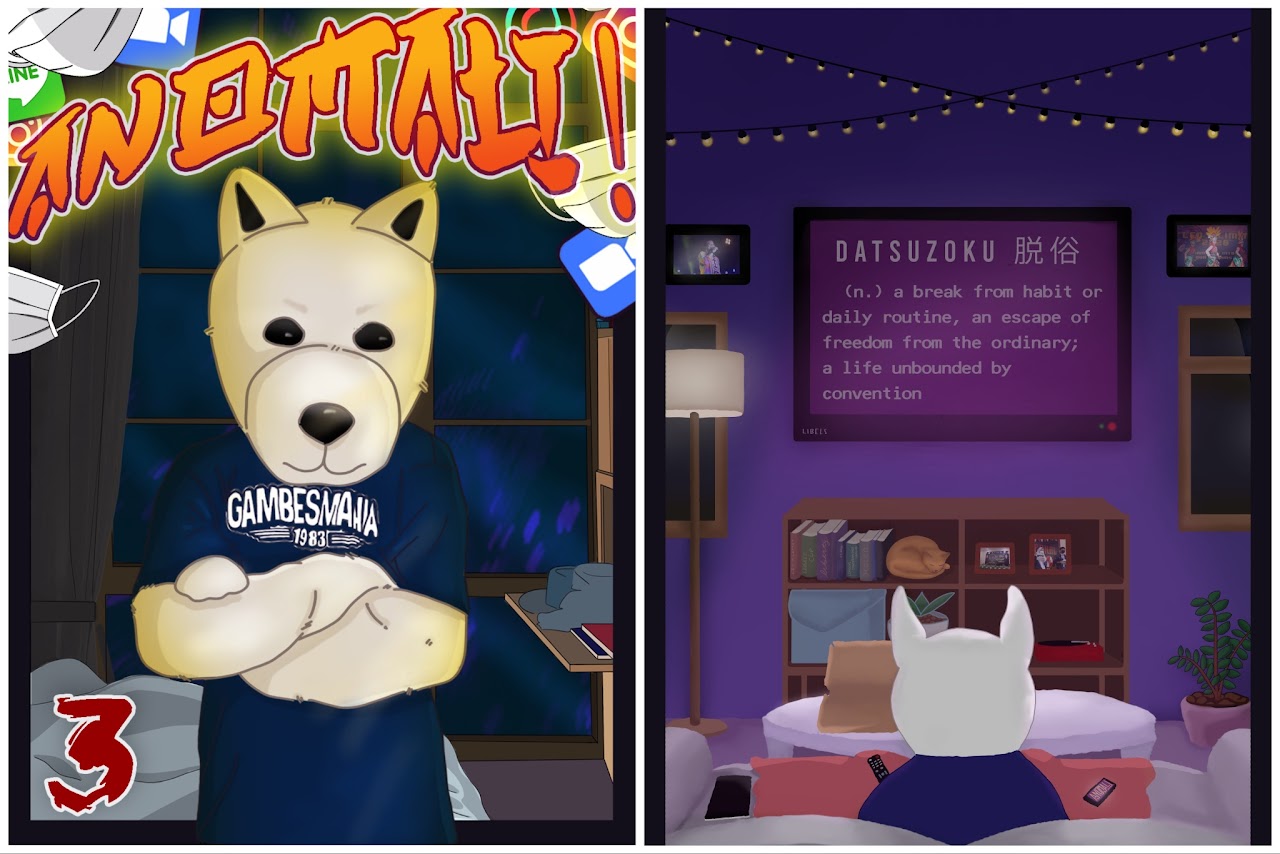 LINE
ANOMALI!
GAMBESMANIA
1983
3
DATSUZOKU 脱俗
(n.) a break from habit or
daily routine, an escape of
freedom from the ordinary;
a life unbounded by
convention